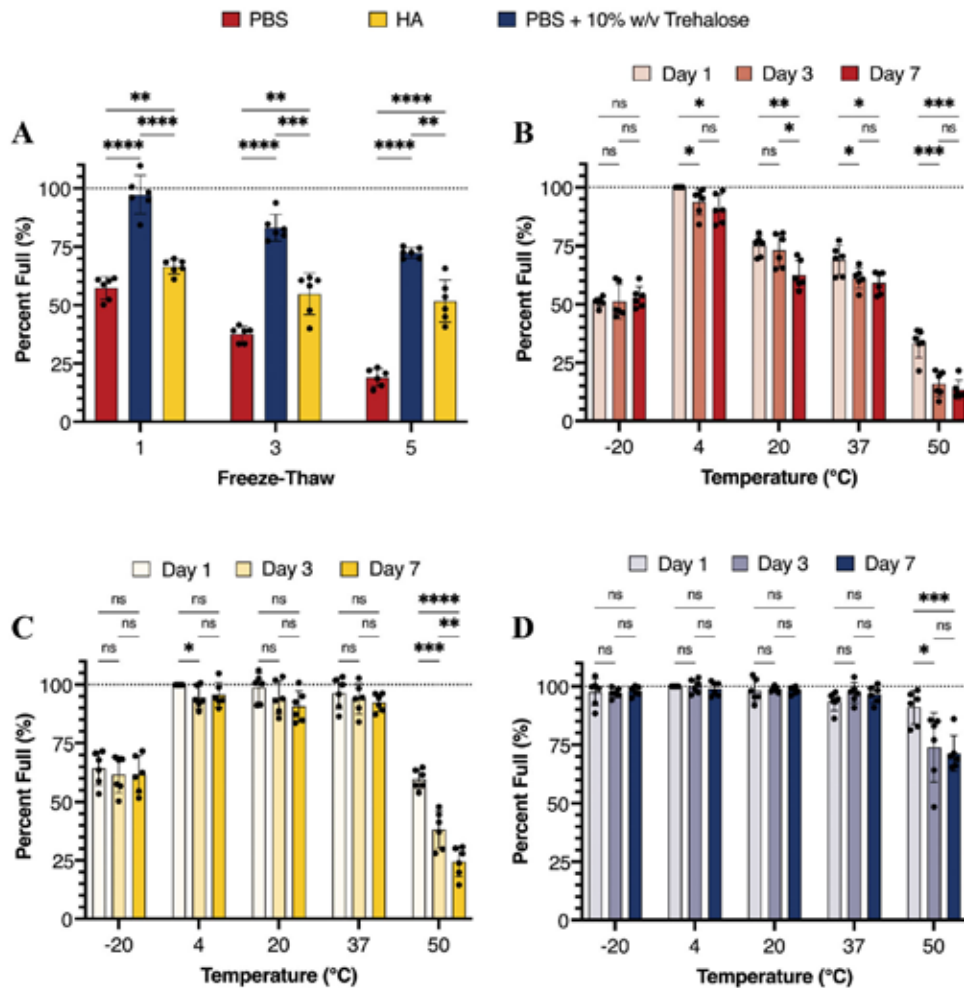 PBS HA PBS + 10% w/v Trehalose
A
** ** ****
**** *** **
**** **** ****
Percent Full (%)
100
75
50
25
0
1 3 5
Freeze-Thaw
B
Day 1 Day 3 Day 7
ns * ** * ***
ns ns * ns ns
ns * ns * ***
Percent Full (%)
100
75
50
25
0
-20 4 20 37 50
Temperature (°C)
C
Day 1 Day 3 Day 7
ns ns ns ns ****
ns ns ns ns **
ns * ns ns ***
Percent Full (%)
100
75
50
25
0
-20 4 20 37 50
Temperature (°C)
D
Day 1 Day 3 Day 7
ns ns ns ns ***
ns ns ns ns ns
ns ns ns ns *
Percent Full (%)
100
75
50
25
0
-20 4 20 37 50
Temperature (°C)